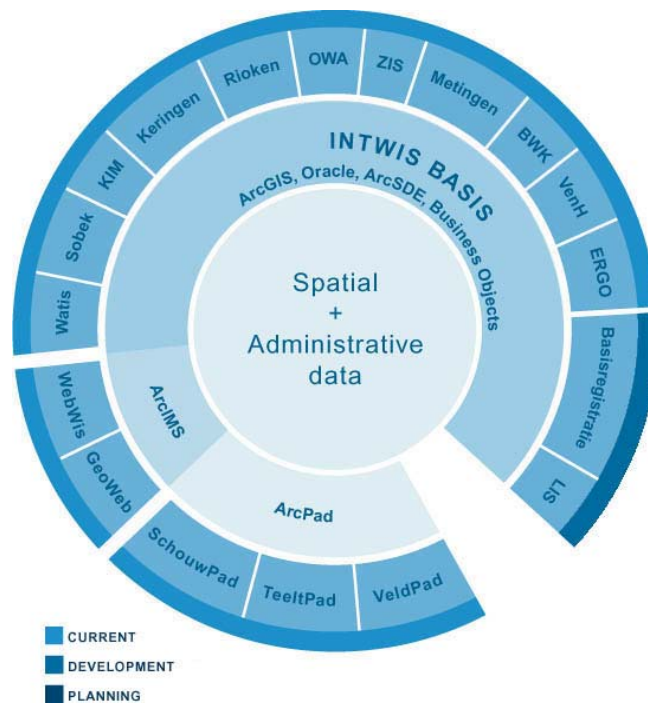 Watis
Sobek
KIM
Keringen
Rioken
OWA
ZIS
Metingen
BWK
VenH
ERGO
Basisregistratie
LIS
INTWIS BASIS
ArcGIS, Oracle, ArcSDE, Business Objects
Spatial
+
Administrative
data
ArcIMS
WebWis
GeoWeb
ArcPad
SchouwPad
TeeltPad
VeldPad
CURRENT
DEVELOPMENT
PLANNING